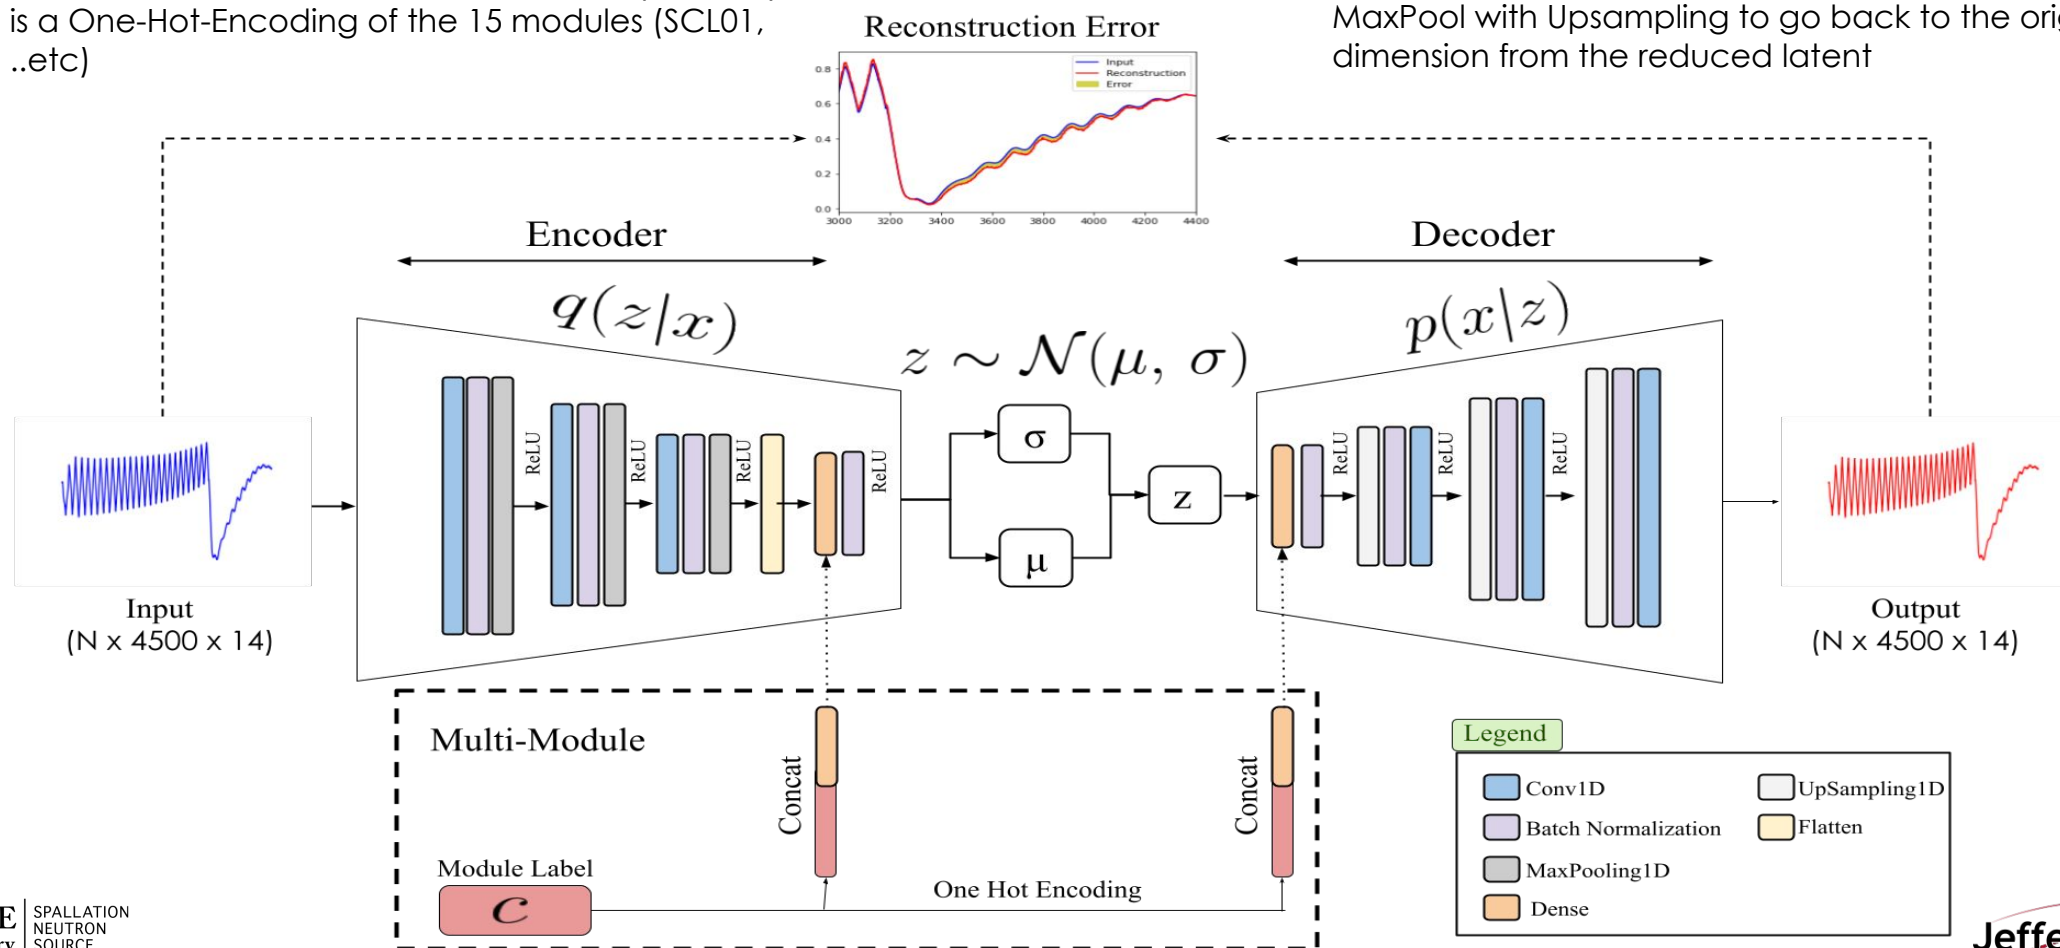 is a One-Hot-Encoding of the 15 modules (SCL01,
..etc)
MaxPool with Upsampling to go back to the
dimension from the reduced latent
Reconstruction Error
Input
Reconstruction
Error
0.8
0.6
0.4
0.2
0.0
3000 3200 3400 3600 3800 4000 4200 4400
Encoder
Decoder
q(z|x)
z ∼ 𝒩(μ, σ)
p(x|z)
ReLU
ReLU
ReLU
ReLU
σ
μ
z
ReLU
ReLU
ReLU
Input
(N x 4500 x 14)
Output
(N x 4500 x 14)
Multi-Module
Concat
Concat
Module Label
c
One Hot Encoding
Legend
Conv1D
UpSampling1D
Batch Normalization
Flatten
MaxPooling1D
Dense
SPALLATION
NEUTRON
SOURCE